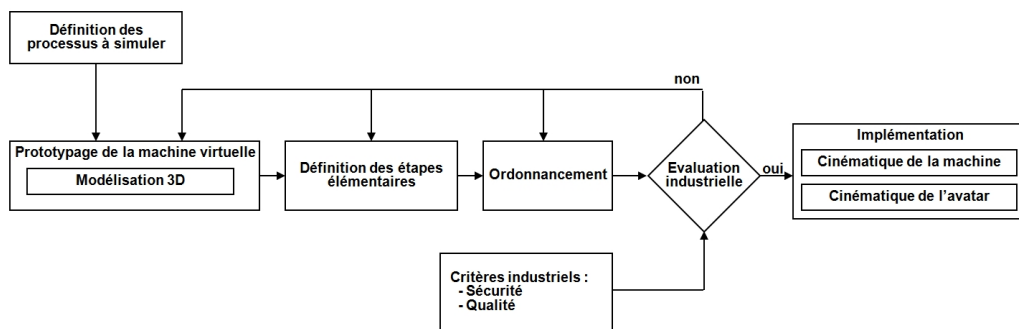 Définition des
processus à simuler
non
Prototypage de la machine virtuelle
Modélisation 3D
Définition des étapes
élémentaires
Ordonnancement
Evaluation
industrielle
oui
Implémentation
Cinématique de la machine
Cinématique de l'avatar
Critères industriels :
- Sécurité
- Qualité